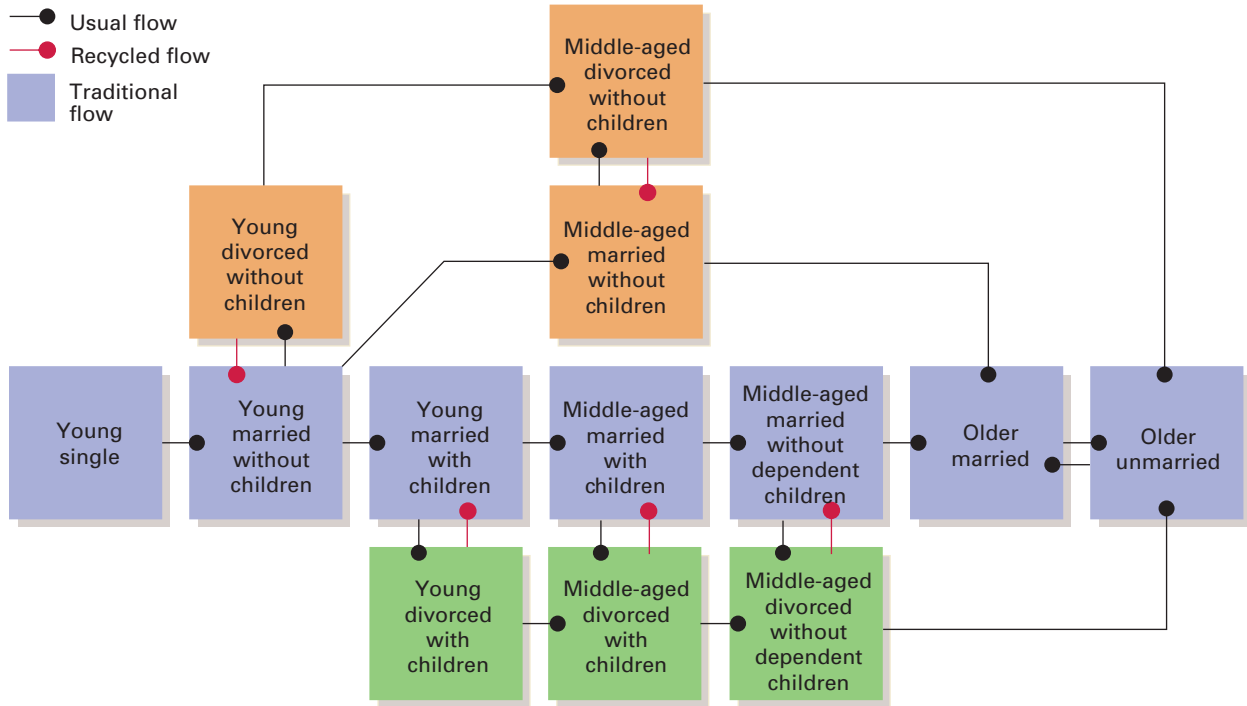 Usual flow
Recycled flow
Traditional
flow
Middle-aged
divorced
without
children
Young
divorced
without
children
Middle-aged
married
without
children
Young
single
Young
married
without
children
Young
married
with
children
Middle-aged
married
with
children
Middle-aged
married
without
dependent
children
Older
married
Older
unmarried
Young
divorced
with
children
Middle-aged
divorced
with
children
Middle-aged
divorced
without
dependent
children